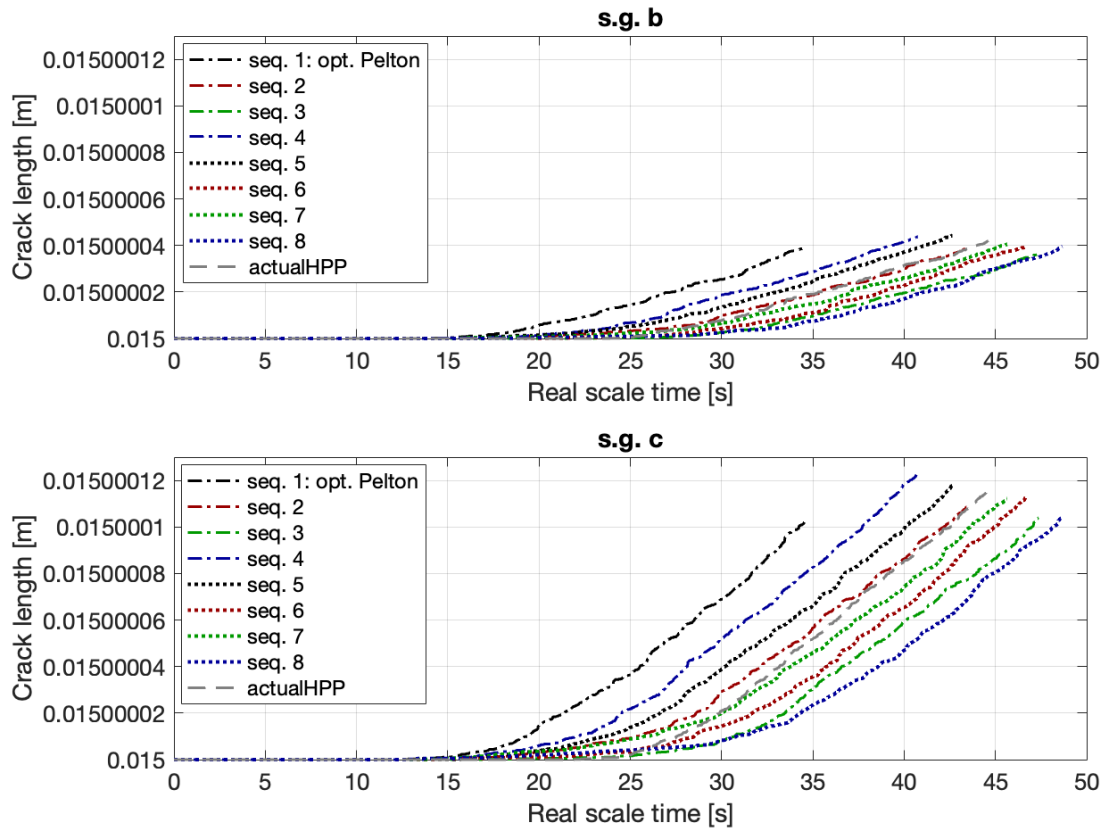 s.g. b
Crack length [m]
0.01500012
0.0150001
0.01500008
0.01500006
0.01500004
0.01500002
0.015
seq. 1: opt. Pelton
seq. 2
seq. 3
seq. 4
seq. 5
seq. 6
seq. 7
seq. 8
actualHPP
0 5 10 15 20 25 30 35 40 45 50
Real scale time [s]
s.g. c
Crack length [m]
0.01500012
0.0150001
0.01500008
0.01500006
0.01500004
0.01500002
0.015
seq. 1: opt. Pelton
seq. 2
seq. 3
seq. 4
seq. 5
seq. 6
seq. 7
seq. 8
actualHPP
0 5 10 15 20 25 30 35 40 45 50
Real scale time [s]